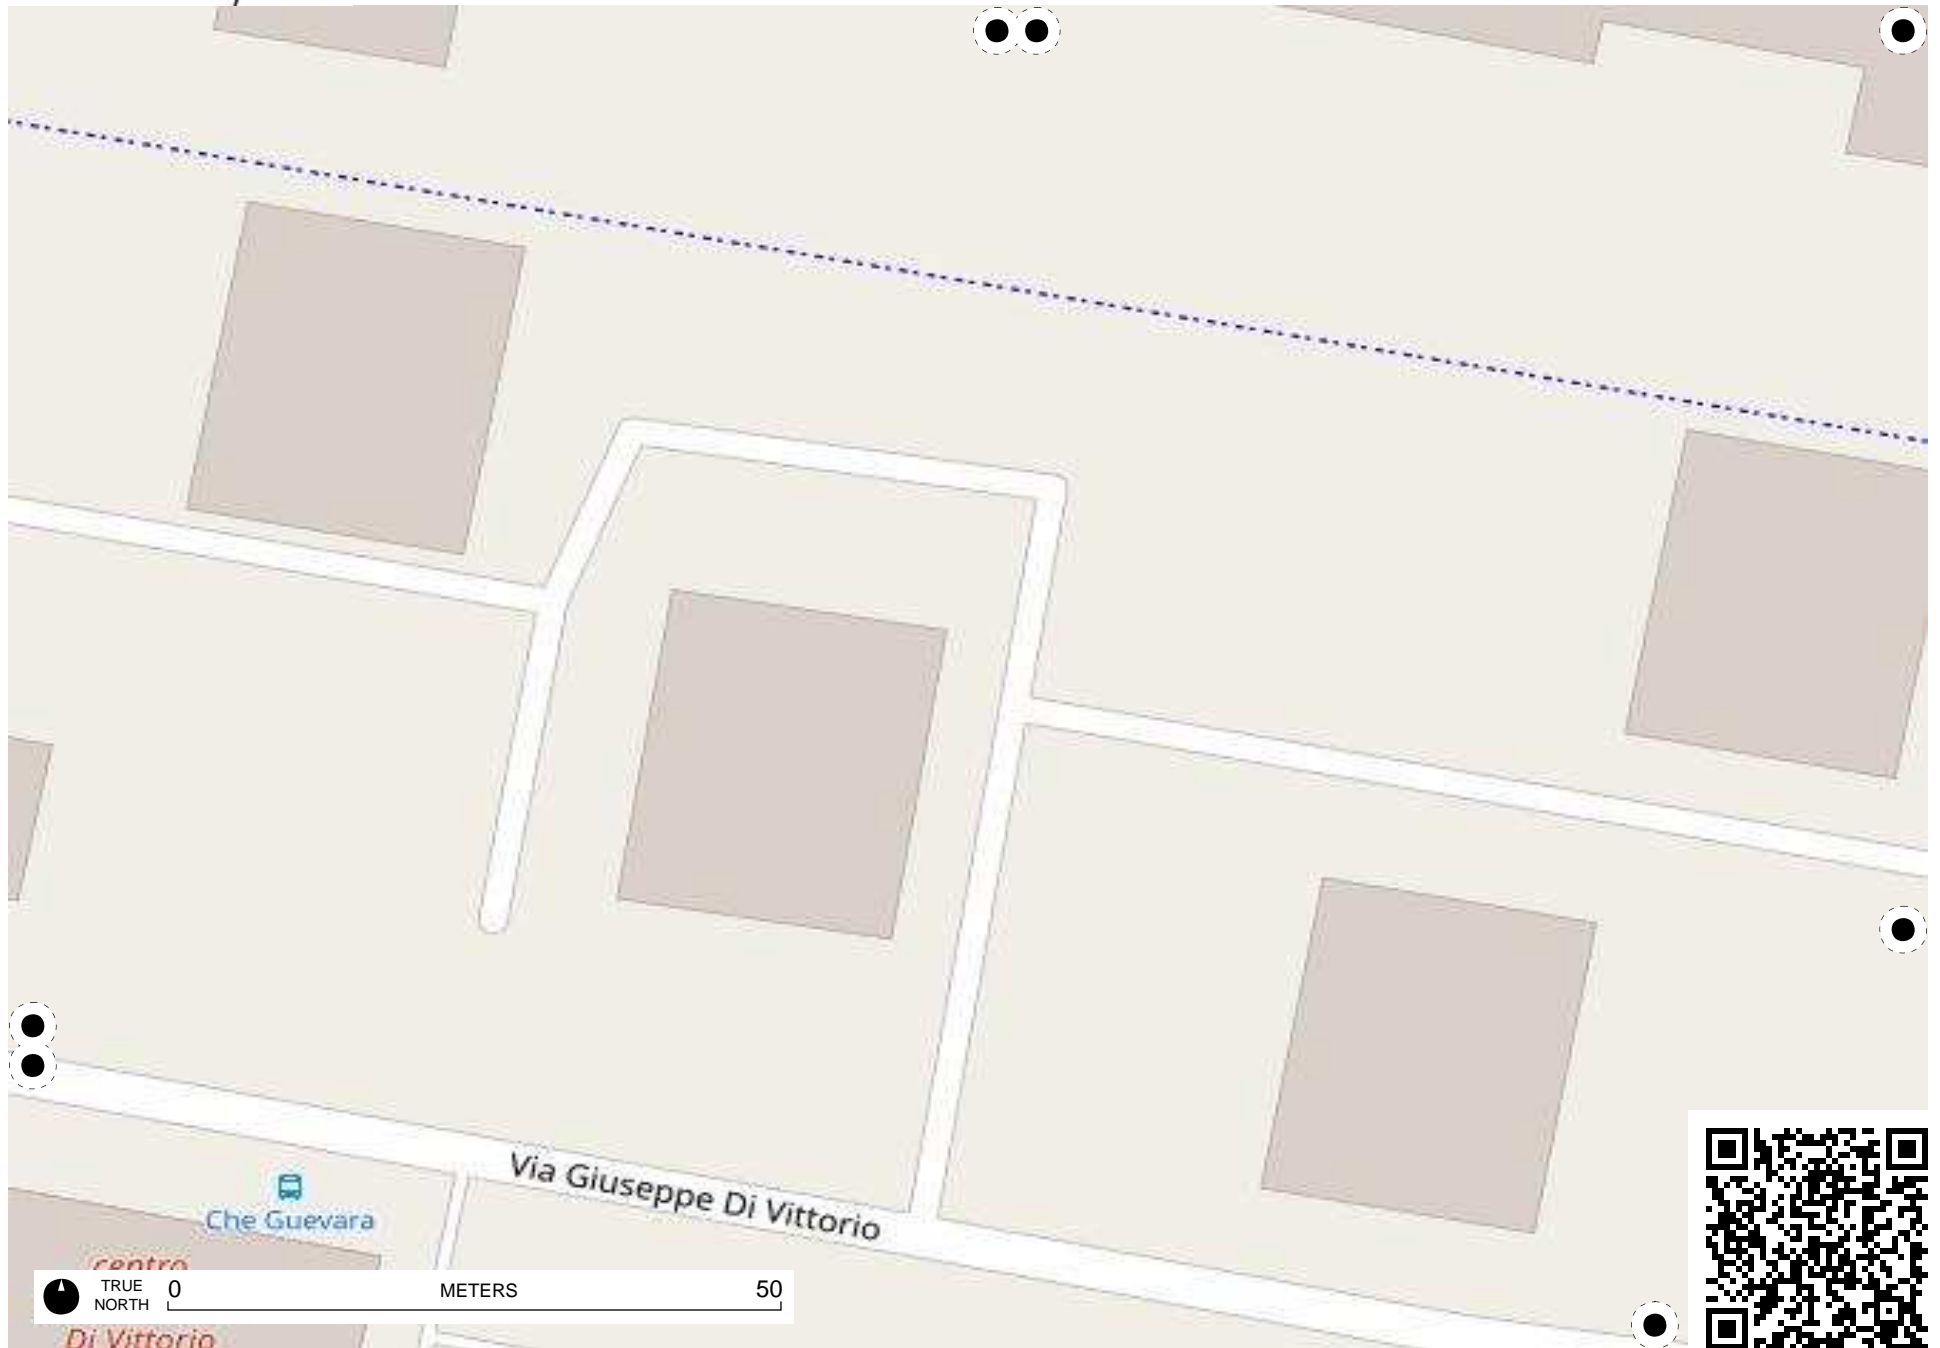 Via Giuseppe Di Vittorio
Che Guevara
centro
Di Vittorio
TRUE
NORTH
0 METERS 50